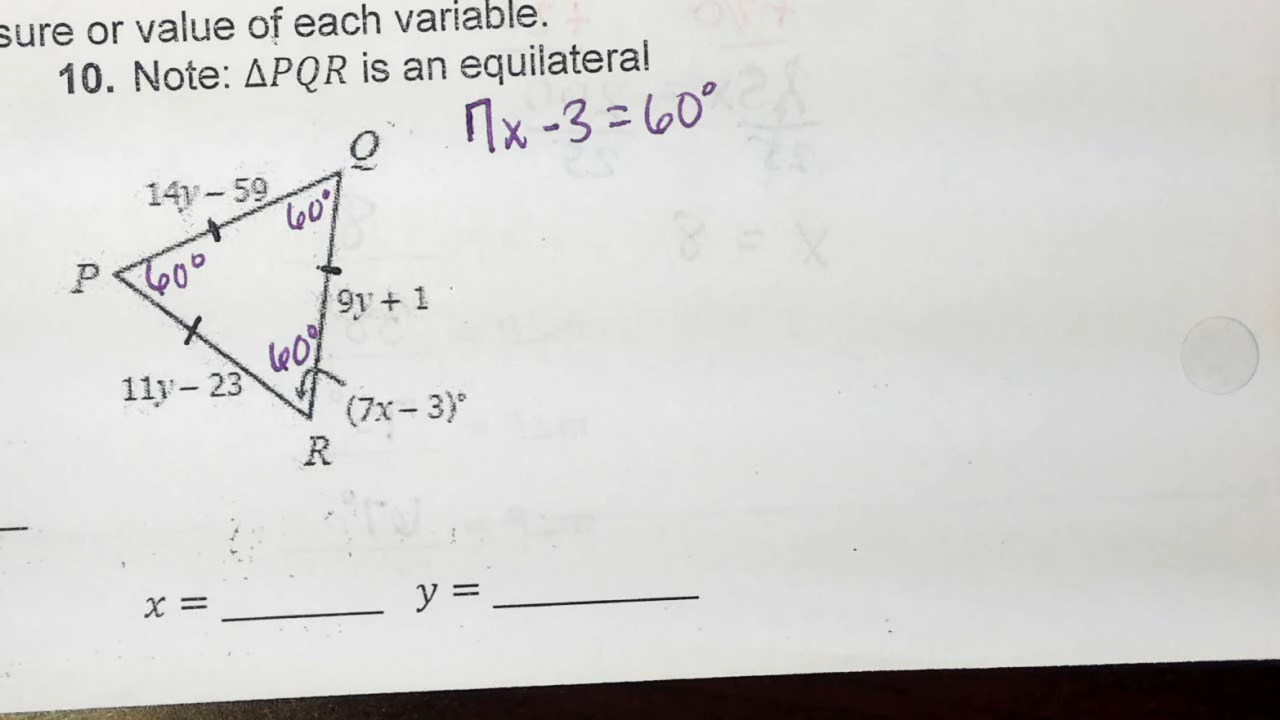 sure or value of each variable.
10. Note: ΔPQR is an equilateral
7x - 3 = 60°
Q
14y - 59
60°
P
60°
9y + 1
60°
11y - 23
(7x - 3)°
R
x = ________ y = ________